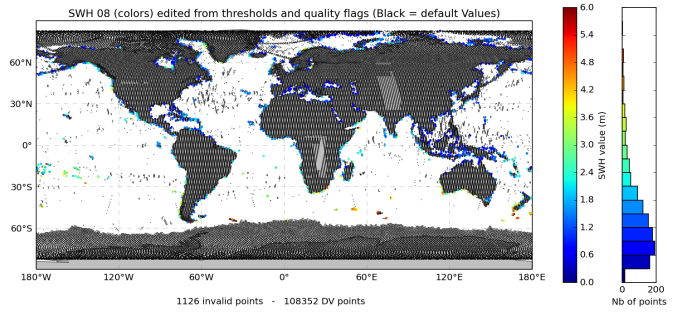 SWH 08 (colors) edited from thresholds and quality flags (Black = default Values)
60°N
30°N
0°
30°S
60°S
180°W 120°W 60°W 0° 60°E 120°E 180°E
1126 invalid points - 108352 DV points
6.0
5.4
4.8
4.2
3.6
3.0
2.4
1.8
1.2
0.6
0.0
SWH value (m)
0 200
Nb of points